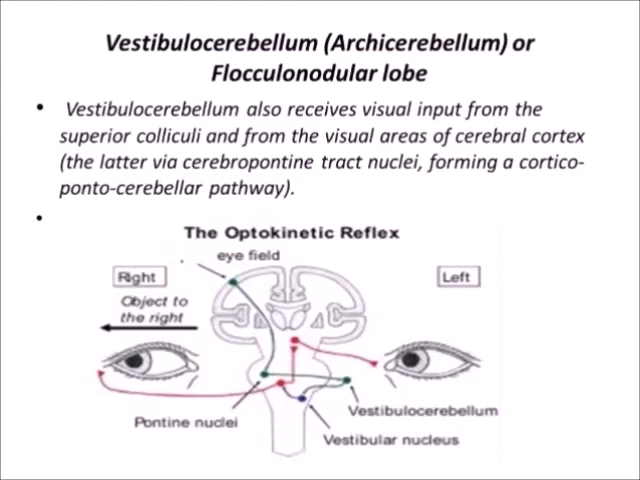 Vestibulocerebellum (Archicerebellum) or
Flocculonodular lobe
• Vestibulocerebellum also receives visual input from the
superior colliculi and from the visual areas of cerebral cortex
(the latter via cerebropontine tract nuclei, forming a cortico-
ponto-cerebellar pathway).
•
The Optokinetic Reflex
eye field
Right
Left
Object to
the right
Vestibulocerebellum
Pontine nuclei
Vestibular nucleus